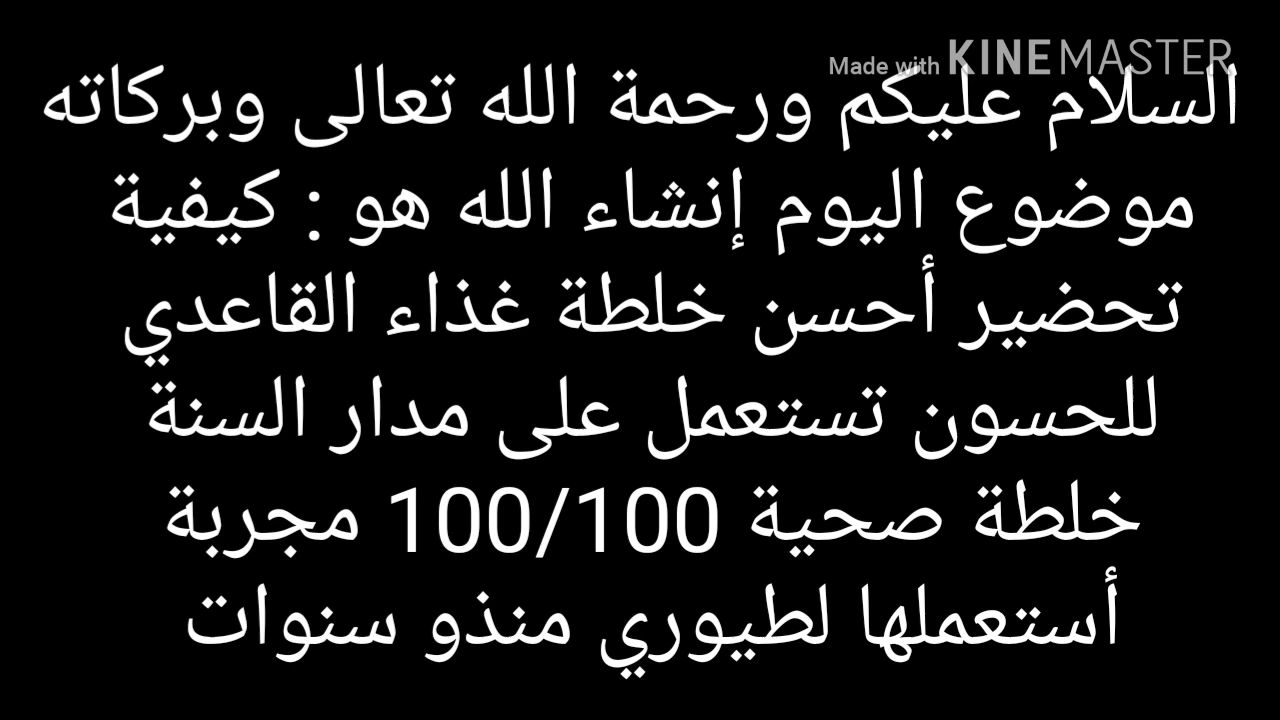 Made with KINEMASTER
السلام عليكم ورحمة الله تعالى وبركاته
موضوع اليوم إنشاء الله هو : كيفية
تحضير أحسن خلطة غذاء القاعدي
للحسون تستعمل على مدار السنة
خلطة صحية 100/100 مجربة
أستعملها لطيوري منذو سنوات